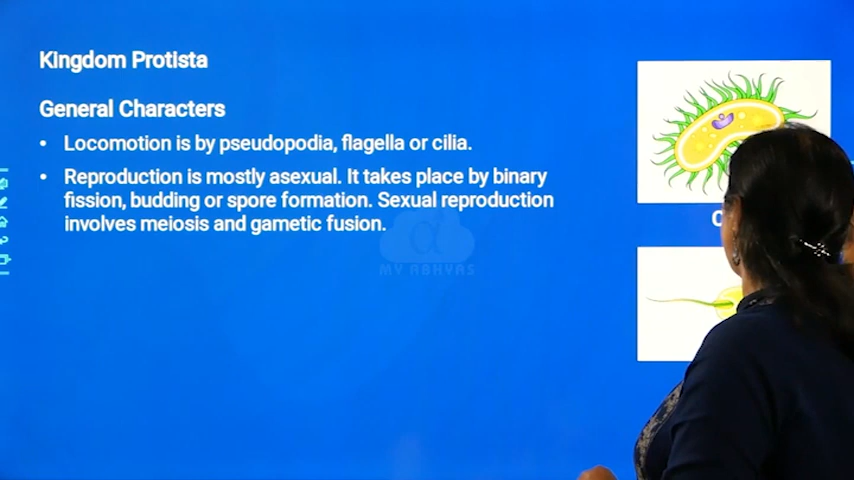 Kingdom Protista
General Characters
• Locomotion is by pseudopodia, flagella or cilia.
• Reproduction is mostly asexual. It takes place by binary
fission, budding or spore formation. Sexual reproduction
involves meiosis and gametic fusion.
MY ABHYAS